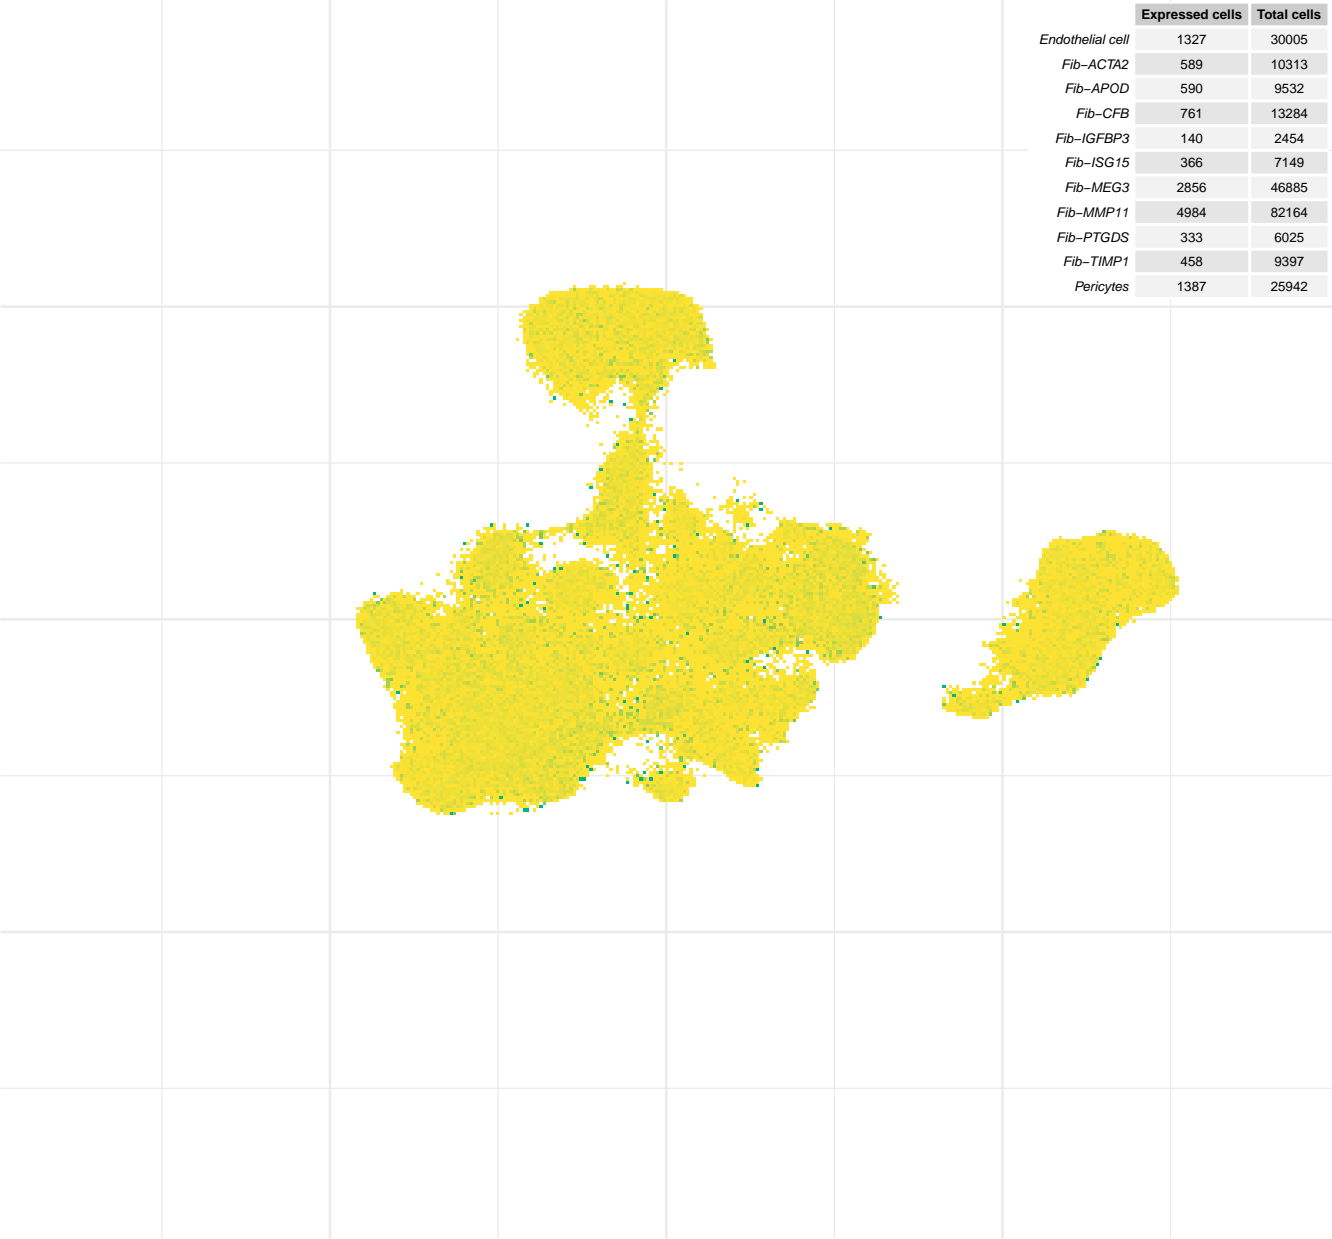 Expressed cells Total cells
Endothelial cell 1327 30005
Fib−ACTA2 589 10313
Fib−APOD 590 9532
Fib−CFB 761 13284
Fib−IGFBP3 140 2454
Fib−ISG15 366 7149
Fib−MEG3 2856 46885
Fib−MMP11 4984 82164
Fib−PTGDS 333 6025
Fib−TIMP1 458 9397
Pericytes 1387 25942